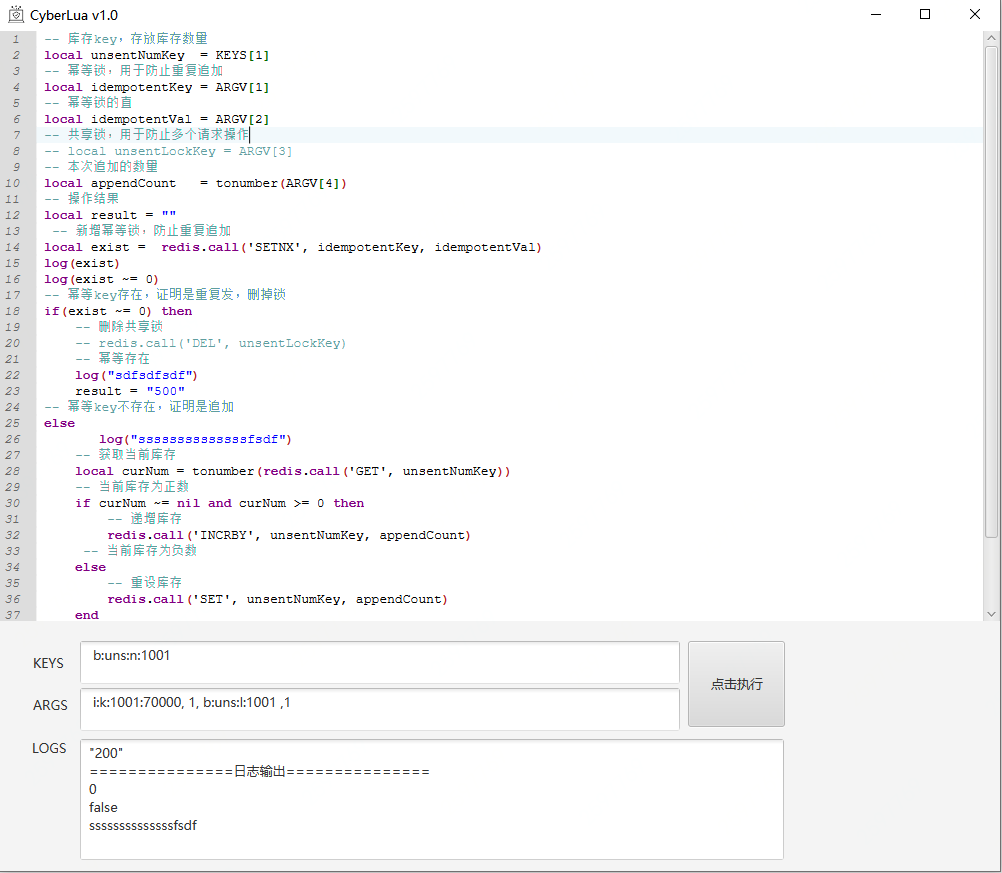 CyberLua v1.0
1 -- 库存key，存放库存数量
2 local unsentNumKey  = KEYS[1]
3 -- 幂等锁，用于防止重复追加
4 local idempotentKey = ARGV[1]
5 -- 幂等锁的直
6 local idempotentVal = ARGV[2]
7 -- 共享锁，用于防止多个请求操作
8 -- local unsentLockKey = ARGV[3]
9 -- 本次追加的数量
10 local appendCount   = tonumber(ARGV[4])
11 -- 操作结果
12 local result = ""
13  -- 新增幂等锁，防止重复追加
14 local exist =  redis.call('SETNX', idempotentKey, idempotentVal)
15 log(exist)
16 log(exist ~= 0)
17 -- 幂等key存在，证明是重复发，删掉锁
18 if(exist ~= 0) then
19     -- 删除共享锁
20     -- redis.call('DEL', unsentLockKey)
21     -- 幂等存在
22     log("sdfsdfsdf")
23     result = "500"
24 -- 幂等key不存在，证明是追加
25 else
26        log("ssssssssssssssfsdf")
27     -- 获取当前库存
28     local curNum = tonumber(redis.call('GET', unsentNumKey))
29     -- 当前库存为正数
30     if curNum ~= nil and curNum >= 0 then
31         -- 递增库存
32         redis.call('INCRBY', unsentNumKey, appendCount)
33      -- 当前库存为负数
34     else
35         -- 重设库存
36         redis.call('SET', unsentNumKey, appendCount)
37     end
KEYS b:uns:n:1001
点击执行
ARGS i:k:1001:70000, 1, b:uns:l:1001 ,1
LOGS "200"
===============日志输出===============
0
false
ssssssssssssssfsdf